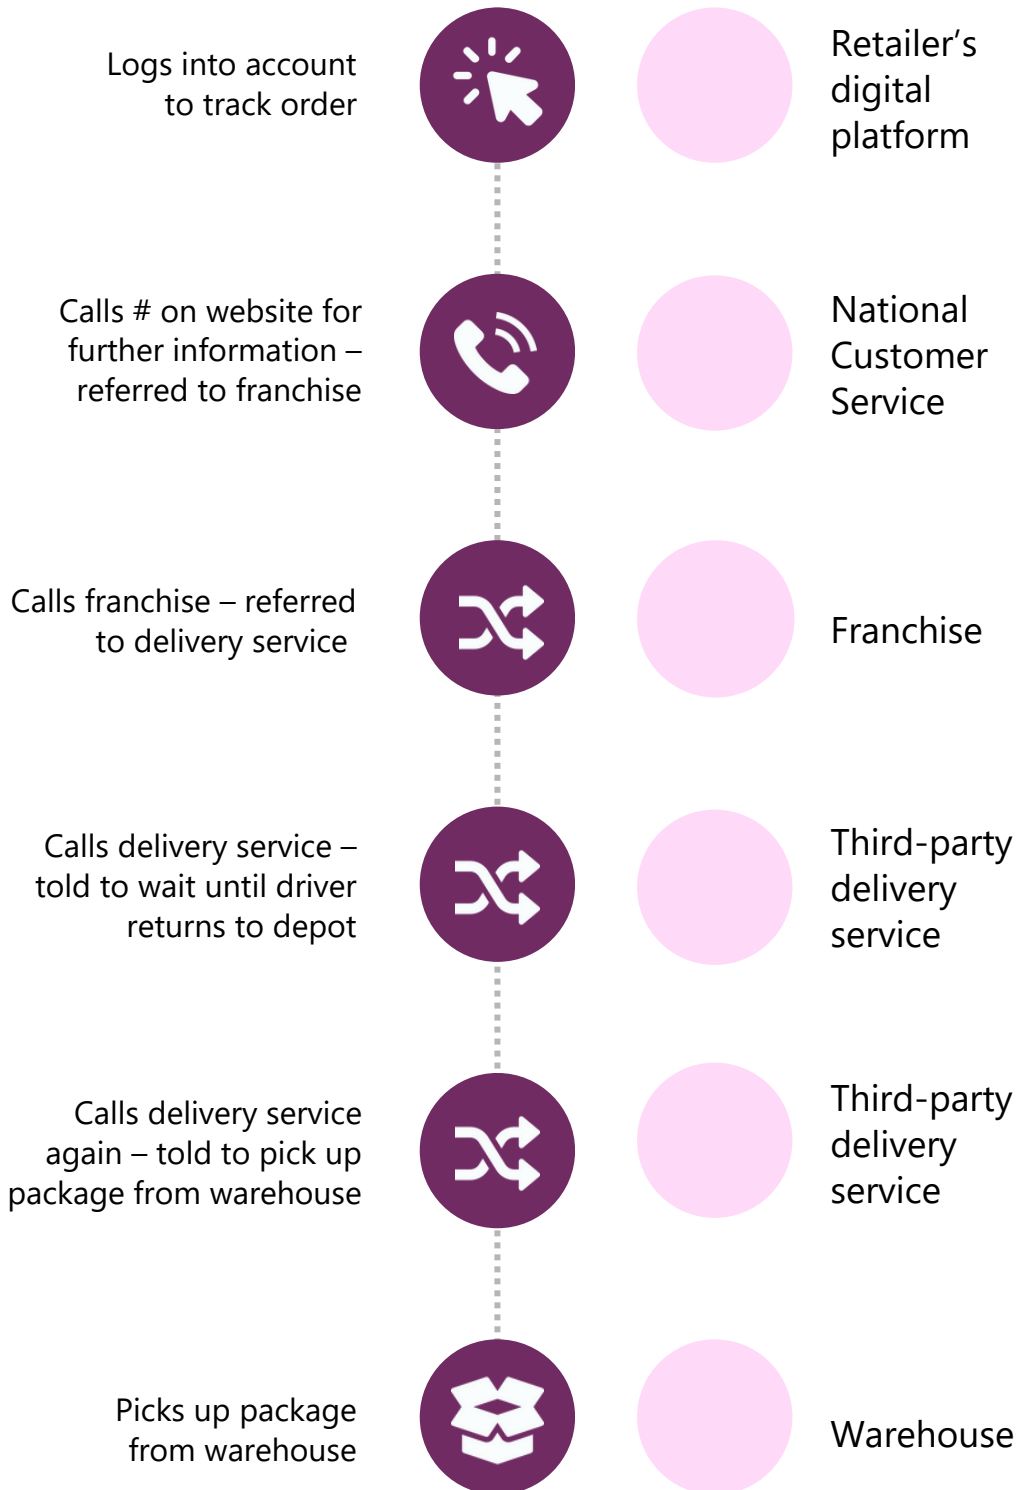 Logs into account
to track order
Retailer’s
digital
platform
Calls # on website for
further information –
referred to franchise
National
Customer
Service
Calls franchise – referred
to delivery service
Franchise
Calls delivery service –
told to wait until driver
returns to depot
Third-party
delivery
service
Calls delivery service
again – told to pick up
package from warehouse
Third-party
delivery
service
Picks up package
from warehouse
Warehouse